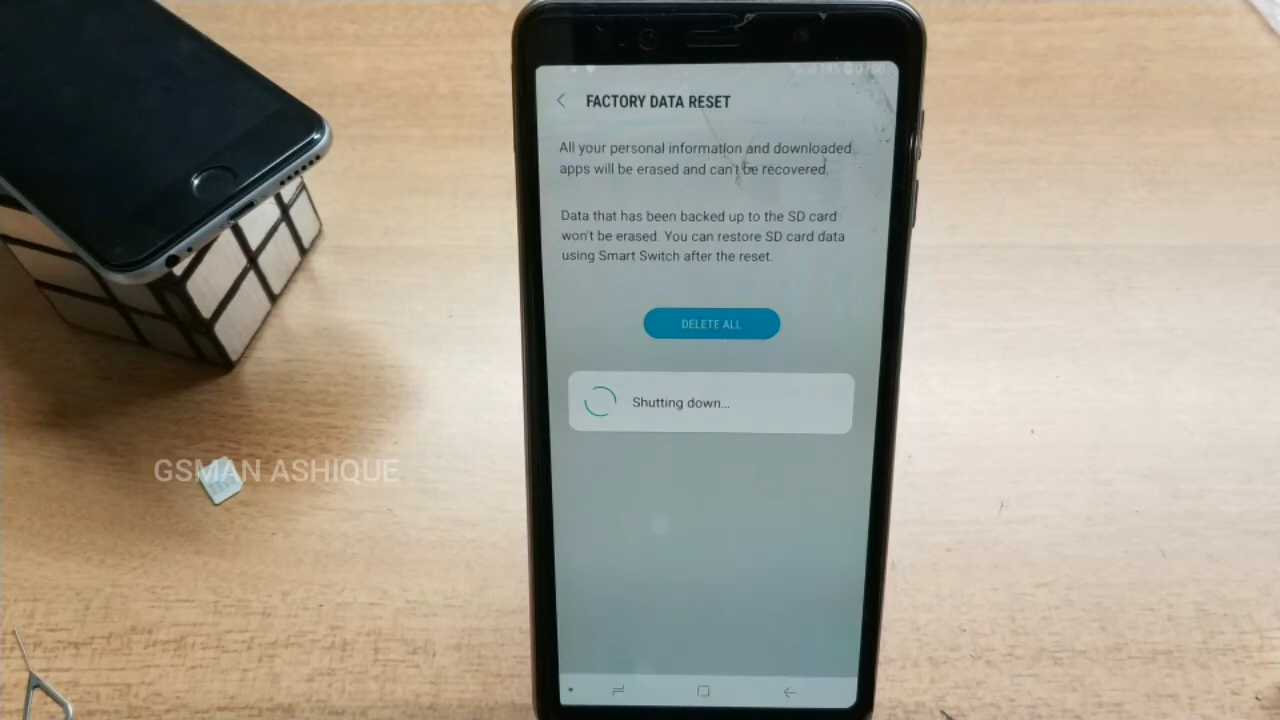 FACTORY DATA RESET
All your personal information and downloaded
apps will be erased and can't be recovered.
Data that has been backed up to the SD card
won't be erased. You can restore SD card data
using Smart Switch after the reset.
DELETE ALL
Shutting down...
GSMAN ASHIQUE